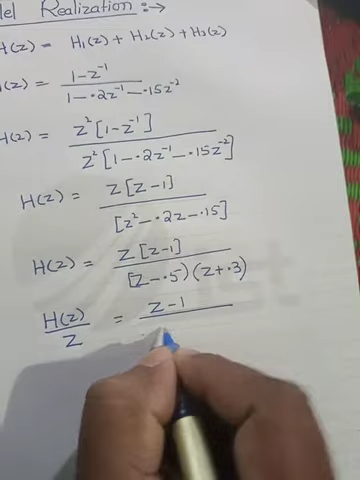 Realization :→
H(z) = H₁(z) + H₂(z) + H₃(z)
(z) = 1 - z⁻¹ / 1 - ·2z⁻¹ - ·15z⁻²
H(z) = z² [1 - z⁻¹] / z² [1 - ·2z⁻¹ - ·15z⁻²]
H(z) = z [z - 1] / [z² - ·2z - ·15]
H(z) = z [z - 1] / [z - ·5) (z + ·3)
H(z) / z = z - 1